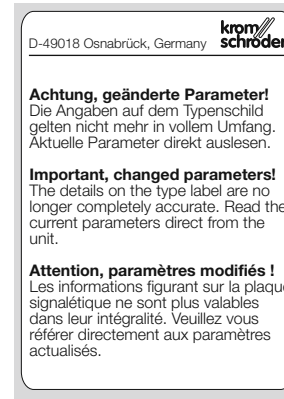 krom//
D-49018 Osnabrück, Germany schröder
Achtung, geänderte Parameter!
Die Angaben auf dem Typenschild
gelten nicht mehr in vollem Umfang.
Aktuelle Parameter direkt auslesen.
Important, changed parameters!
The details on the type label are no
longer completely accurate. Read the
current parameters direct from the
unit.
Attention, paramètres modifiés !
Les informations figurant sur la plaque
signalétique ne sont plus valables
dans leur intégralité. Veuillez vous
référer directement aux paramètres
actualisés.